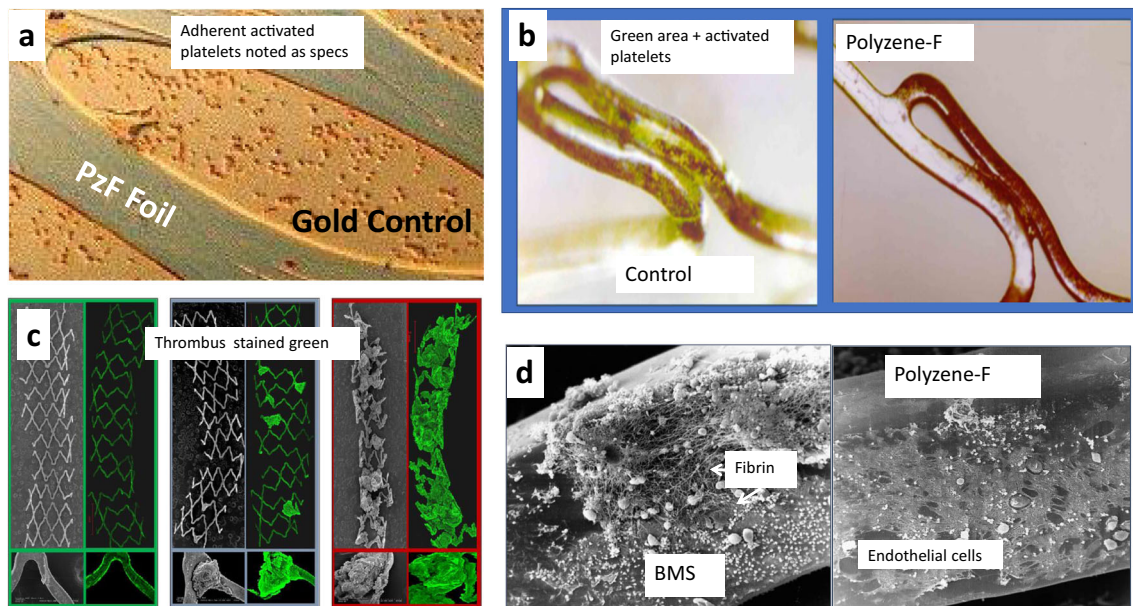 a
Adherent activated
platelets noted as specs
PzF Foil
Gold Control
b
Green area + activated
platelets
Control
Polyzene-F
c
Thrombus stained green
d
Fibrin
BMS
Polyzene-F
Endothelial cells